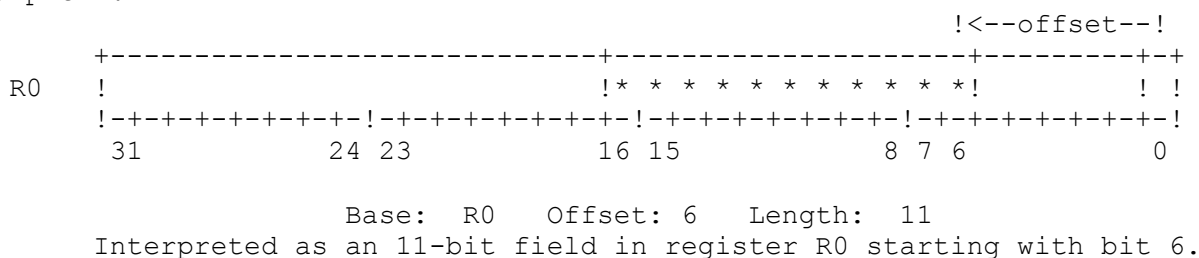 !<--offset--!
+-----------------------------+---------------------+---------+-+
R0 ! !* * * * * * * * * * *! ! !
!-+-+-+-+-+-+-+-!-+-+-+-+-+-+-+-!-+-+-+-+-+-+-+-!-+-+-+-+-+-+-+-!
31 24 23 16 15 8 7 6 0
Base: R0 Offset: 6 Length: 11
Interpreted as an 11-bit field in register R0 starting with bit 6.